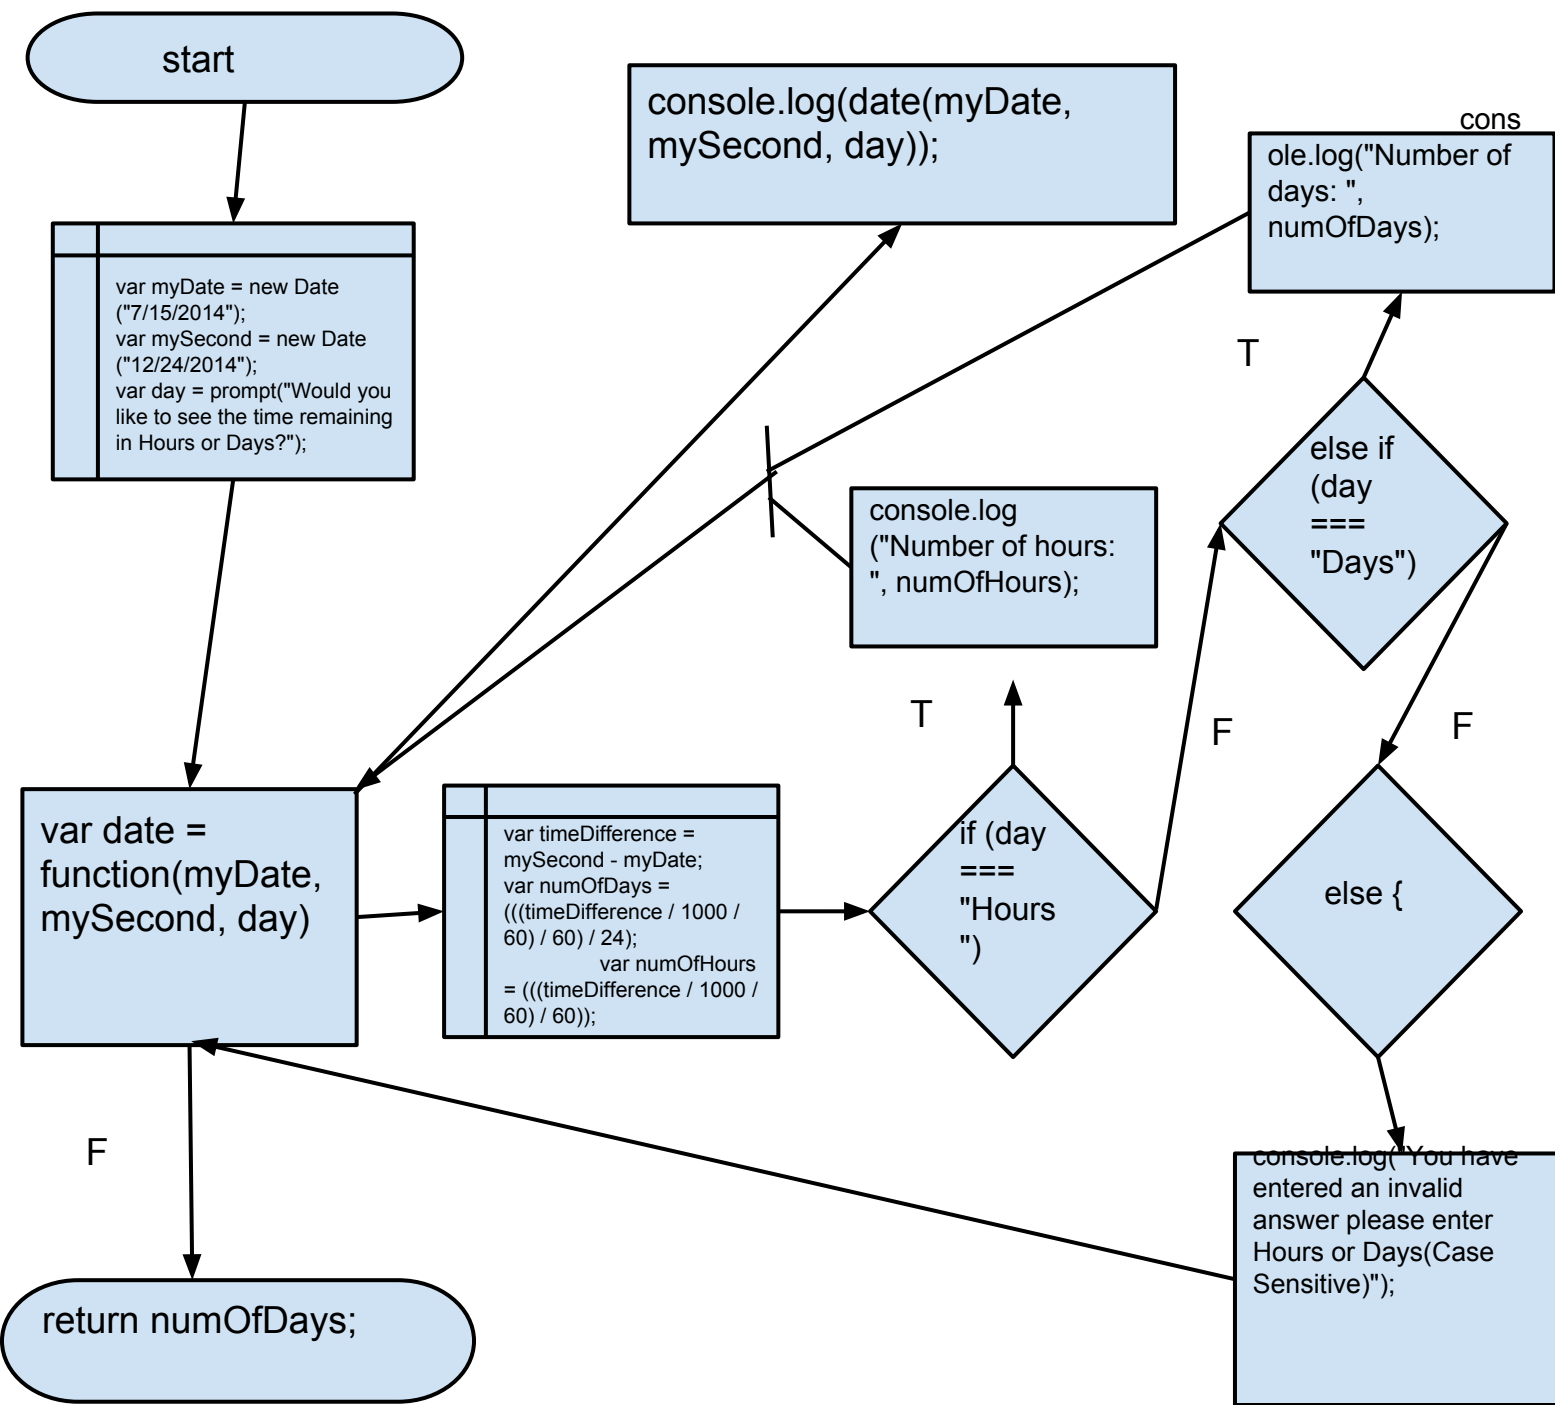 start
console.log(date(myDate,
mySecond, day));
cons
ole.log("Number of
days: ",
numOfDays);
var myDate = new Date
("7/15/2014");
var mySecond = new Date
("12/24/2014");
var day = prompt("Would you
like to see the time remaining
in Hours or Days?");
T
else if
(day
===
"Days")
console.log
("Number of hours:
", numOfHours);
T
F
F
var date =
function(myDate,
mySecond, day)
var timeDifference =
mySecond - myDate;
var numOfDays =
(((timeDifference / 1000 /
60) / 60) / 24);
var numOfHours
= (((timeDifference / 1000 /
60) / 60));
if (day
===
"Hours
")
else {
F
console.log("You have
entered an invalid
answer please enter
Hours or Days(Case
Sensitive)");
return numOfDays;